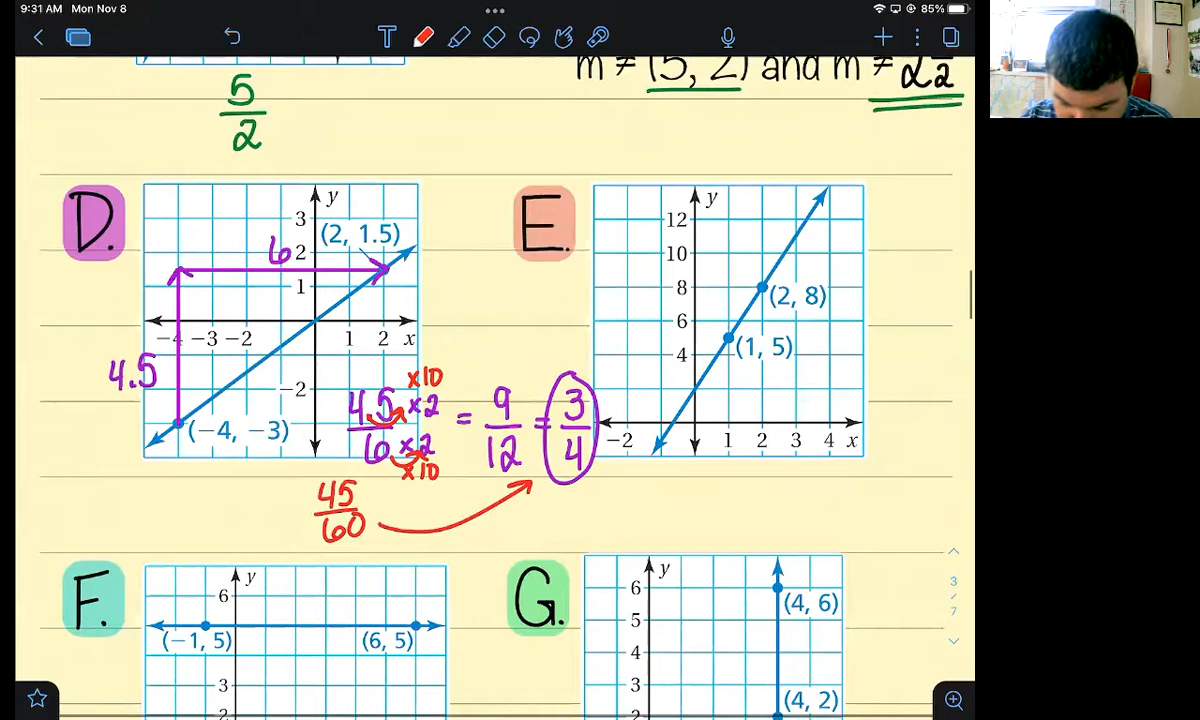 9:31 AM Mon Nov 8
85%
T
m ≠ (5, 2) and m ≠
5/2
D.
y
3
2
1
(2, 1.5)
6
-4 -3 -2 1 2 x
4.5
-2
(-4, -3)
×10
4.5 ×2
6 ×2
×10
= 9/12 = 3/4
45/60
E.
y
12
10
8
6
4
(2, 8)
(1, 5)
-2 1 2 3 4 x
F.
y
6
(-1, 5) (6, 5)
3
2
G.
y
6
5
4
3
2
(4, 6)
(4, 2)
3
/
7